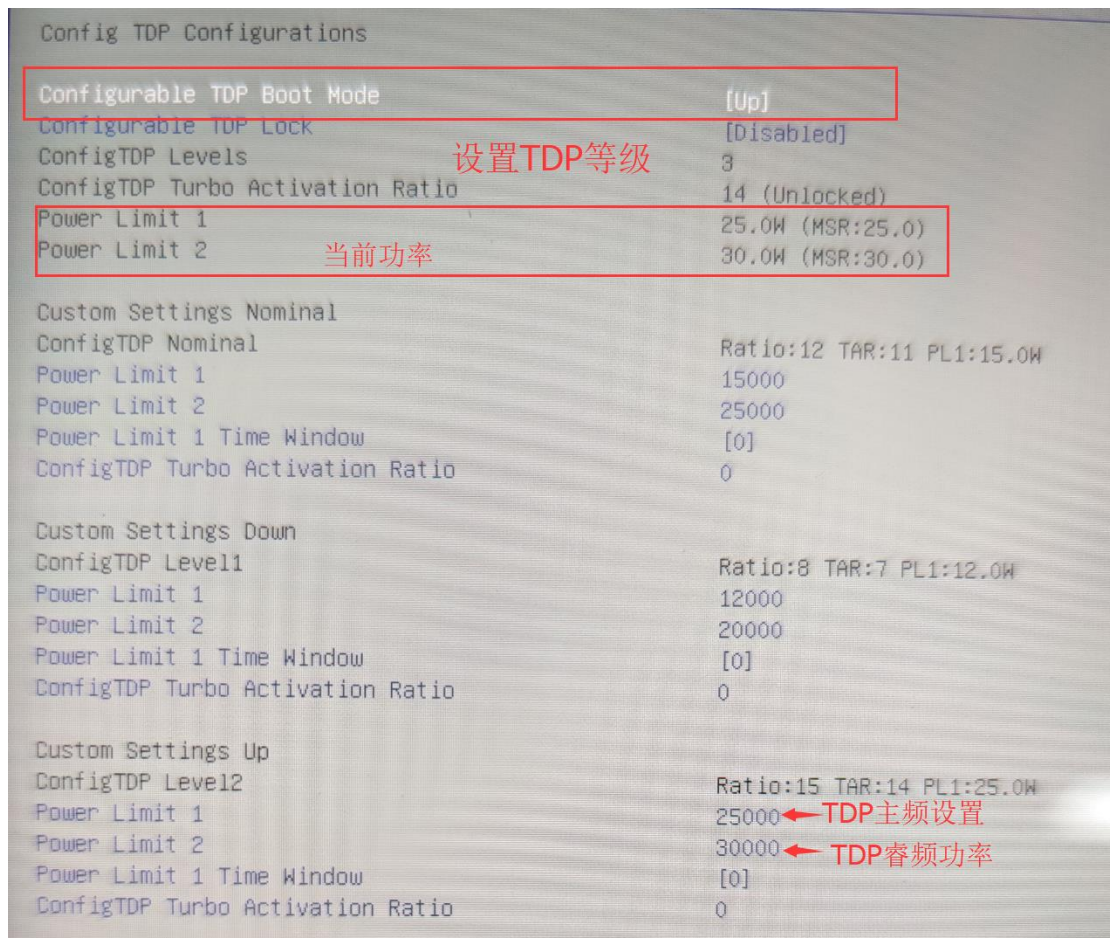 Config TDP Configurations
Configurable TDP Boot Mode [Up]
Configurable TDP Lock [Disabled]
设置TDP等级
ConfigTDP Levels 3
ConfigTDP Turbo Activation Ratio 14 (Unlocked)
Power Limit 1 25.0W (MSR:25.0)
Power Limit 2 30.0W (MSR:30.0)
当前功率
Custom Settings Nominal
ConfigTDP Nominal Ratio:12 TAR:11 PL1:15.0W
Power Limit 1 15000
Power Limit 2 25000
Power Limit 1 Time Window [0]
ConfigTDP Turbo Activation Ratio 0
Custom Settings Down
ConfigTDP Level1 Ratio:8 TAR:7 PL1:12.0W
Power Limit 1 12000
Power Limit 2 20000
Power Limit 1 Time Window [0]
ConfigTDP Turbo Activation Ratio 0
Custom Settings Up
ConfigTDP Level2 Ratio:15 TAR:14 PL1:25.0W
Power Limit 1 25000 TDP主频设置
Power Limit 2 30000 TDP睿频功率
Power Limit 1 Time Window [0]
ConfigTDP Turbo Activation Ratio 0